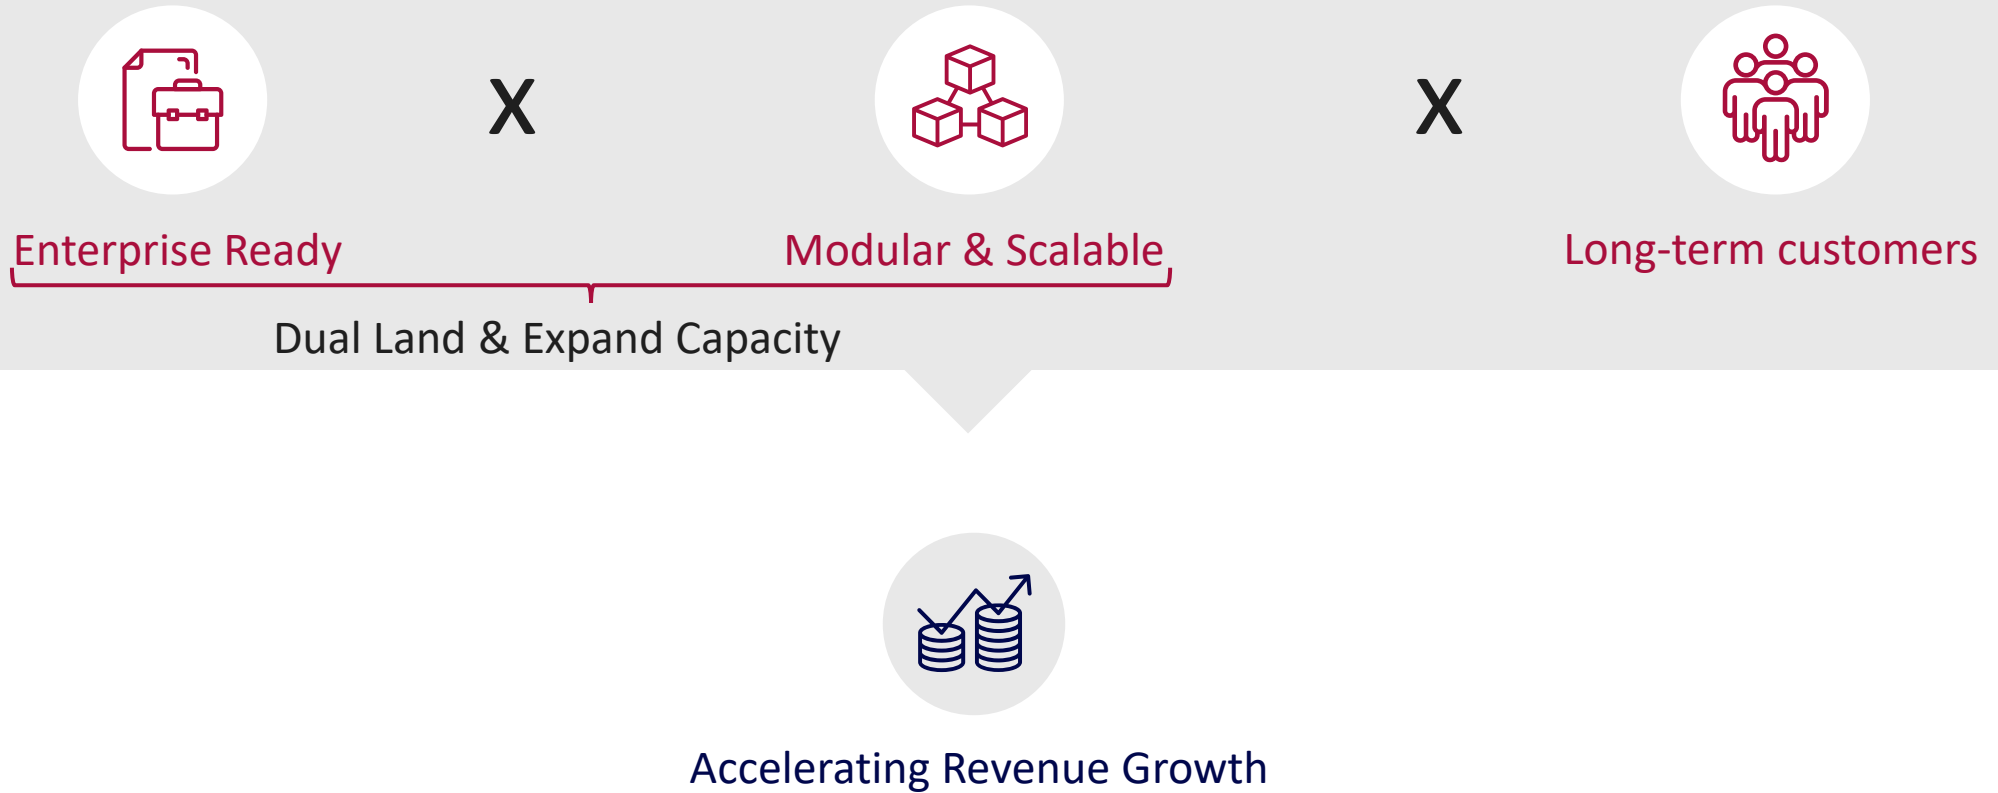 X
X
Enterprise Ready
Modular & Scalable
Long-term customers
Dual Land & Expand Capacity
Accelerating Revenue Growth